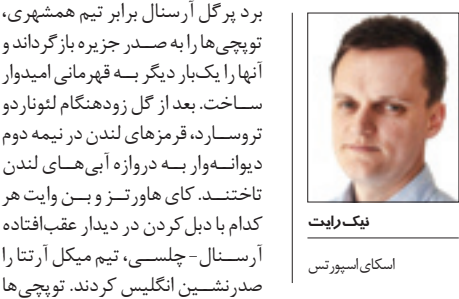 برد پرگل آرسنال برابر تیم همشهری،
توپچی‌ها را به صدر جزیره بازگرداند و
آنها را یک‌بار دیگر به قهرمانی امیدوار
ساخت. بعد از گل زودهنگام لئوناردو
تروسارد، قرمزهای لندن در نیمه دوم
دیوانه‌وار به دروازه آبی‌های لندن
تاختند. کای هاورتز و بن وایت هر
کدام با دبل کردن در دیدار عقب‌افتاده
آرسنال- چلسی، تیم میکل آرتتا را
صدرنشین انگلیس کردند. توپچی‌ها
نیک رایت
اسکای اسپورتس